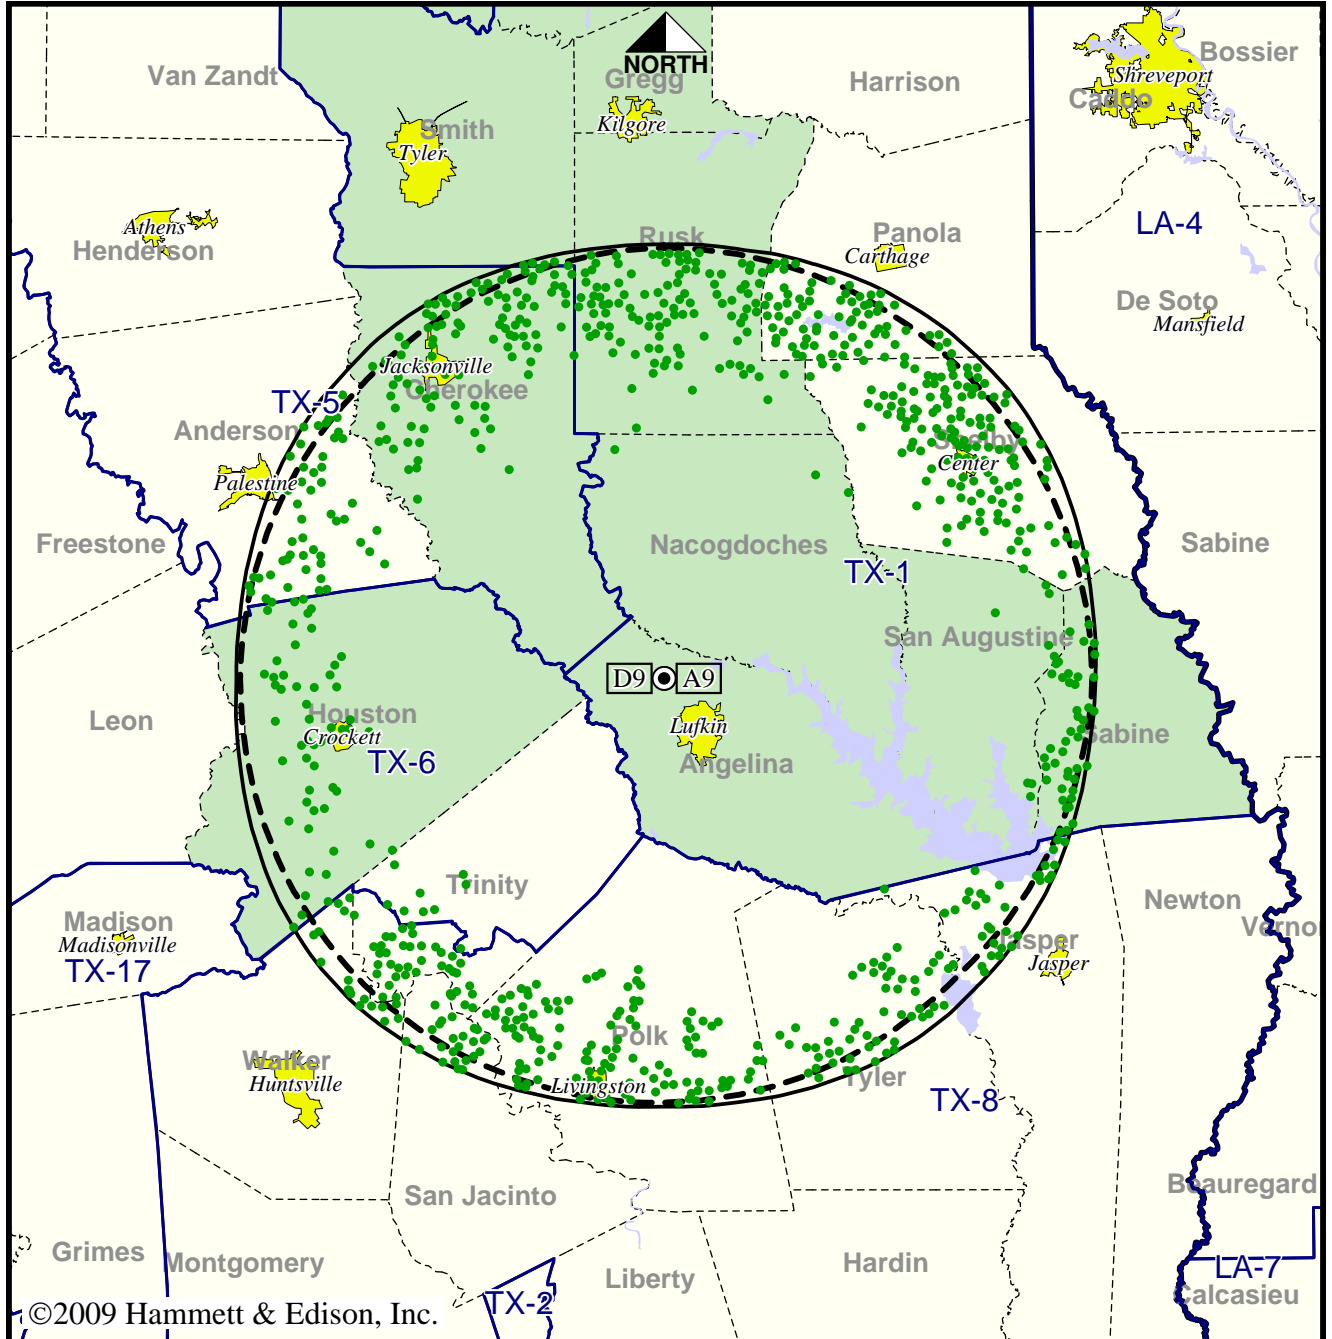 Bossier
Van Zandt
NORTH
Gregg
Harrison
Shreveport
Caddo
Kilgore
Smith
Tyler
Athens
Henderson
LA-4
Rusk
Panola
Carthage
De Soto
Mansfield
Jacksonville
Cherokee
TX-5
Anderson
Shelby
Center
Palestine
Freestone
Nacogdoches
Sabine
TX-1
San Augustine
D9
A9
Leon
Houston
Crockett
Lufkin
Sabine
TX-6
Angelina
Trinity
Newton
Madison
Madisonville
Vernon
Jasper
Jasper
TX-17
Polk
Walker
Huntsville
Livingston
Tyler
TX-8
San Jacinto
Beauregard
Grimes
Montgomery
Liberty
Hardin
LA-7
Calcasieu
TX-2
©2009 Hammett & Edison, Inc.